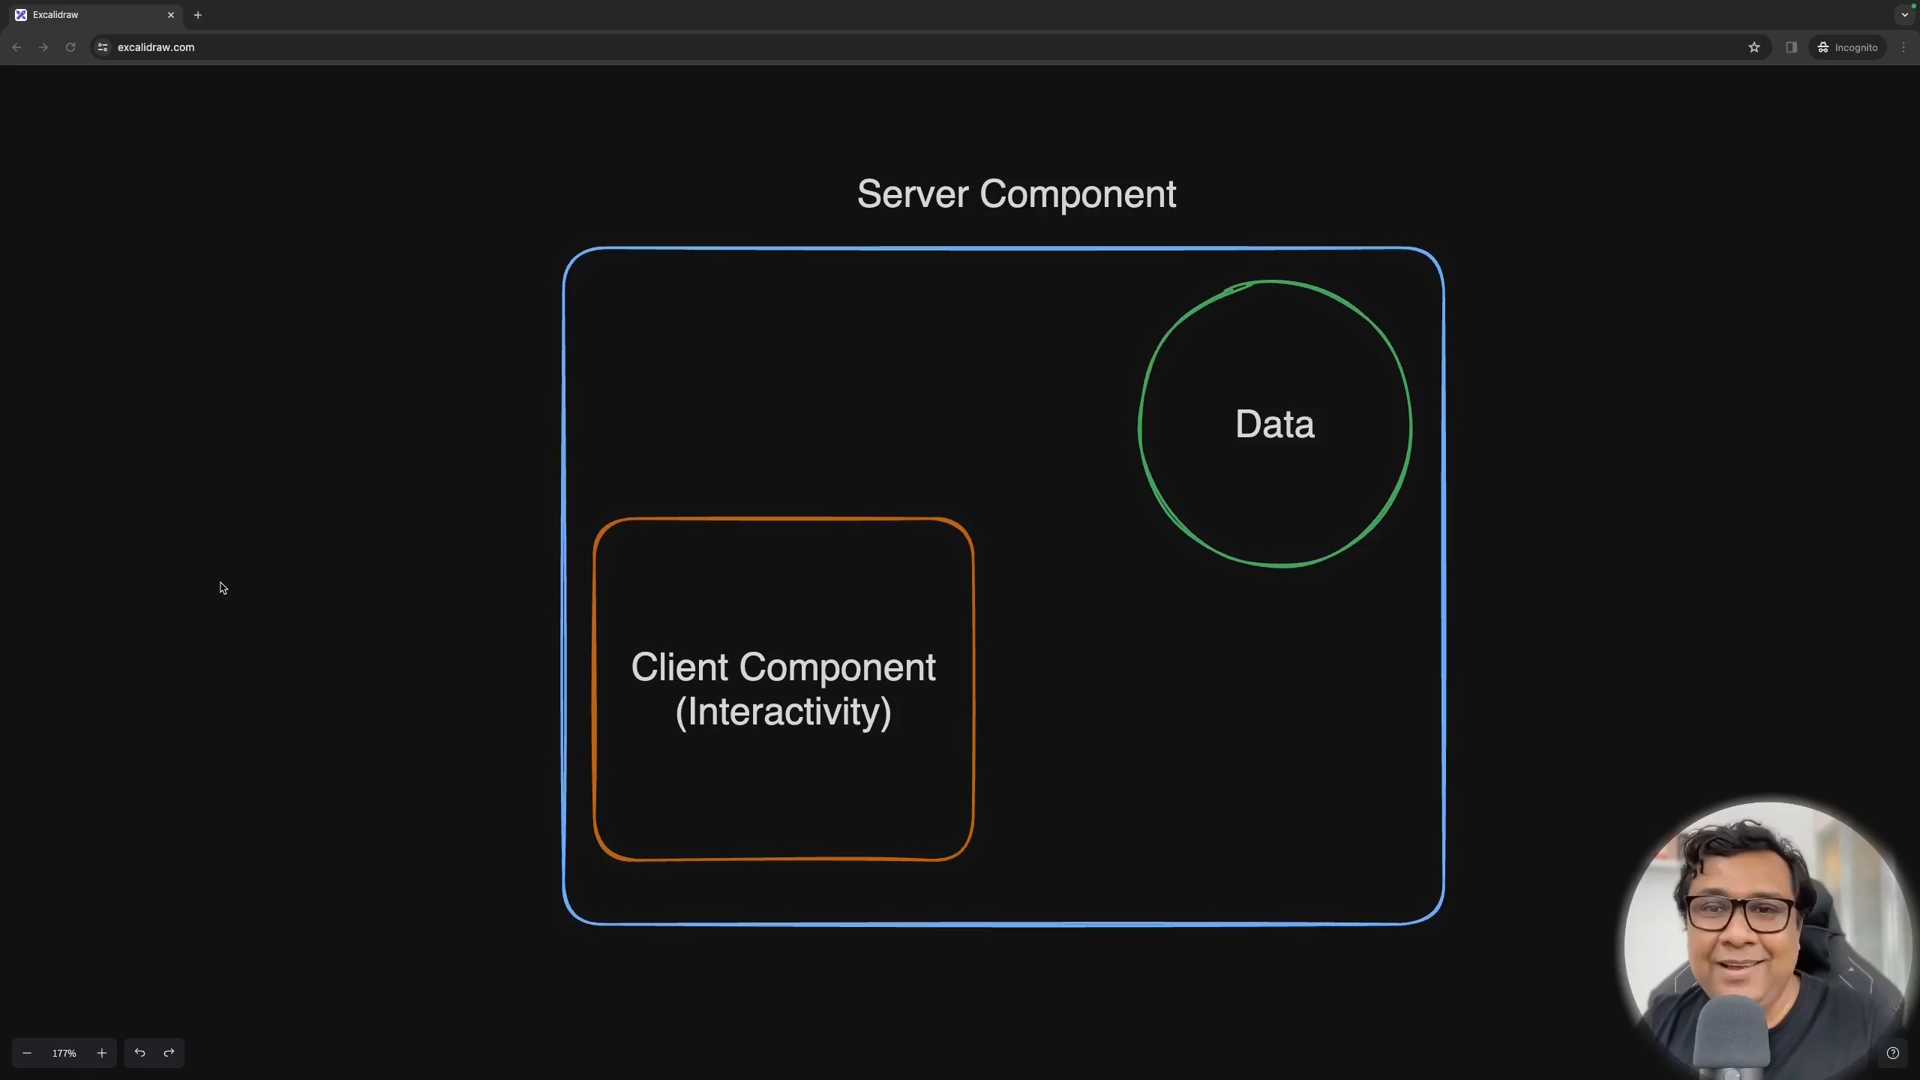 Excalidraw
excalidraw.com
Incognito
Server Component
Data
Client Component
(Interactivity)
177%